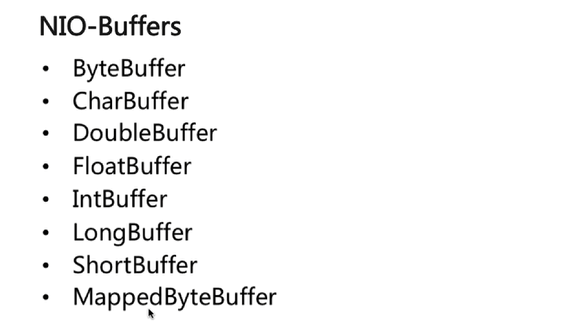 NIO-Buffers
• ByteBuffer
• CharBuffer
• DoubleBuffer
• FloatBuffer
• IntBuffer
• LongBuffer
• ShortBuffer
• MappedByteBuffer